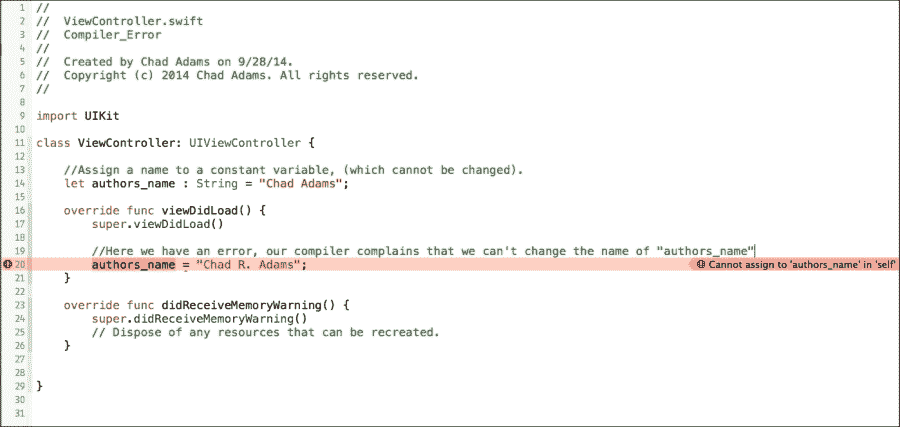 1 //
2 //  ViewController.swift
3 //  Compiler_Error
4 //
5 //  Created by Chad Adams on 9/28/14.
6 //  Copyright (c) 2014 Chad Adams. All rights reserved.
7 //
8
9 import UIKit
10
11 class ViewController: UIViewController {
12
13     //Assign a name to a constant variable, (which cannot be changed).
14     let authors_name : String = "Chad Adams";
15
16     override func viewDidLoad() {
17         super.viewDidLoad()
18
19         //Here we have an error, our compiler complains that we can't change the name of "authors_name"
20         authors_name = "Chad R. Adams"; Cannot assign to 'authors_name' in 'self'
21     }
22
23     override func didReceiveMemoryWarning() {
24         super.didReceiveMemoryWarning()
25         // Dispose of any resources that can be recreated.
26     }
27
28
29 }
30
31